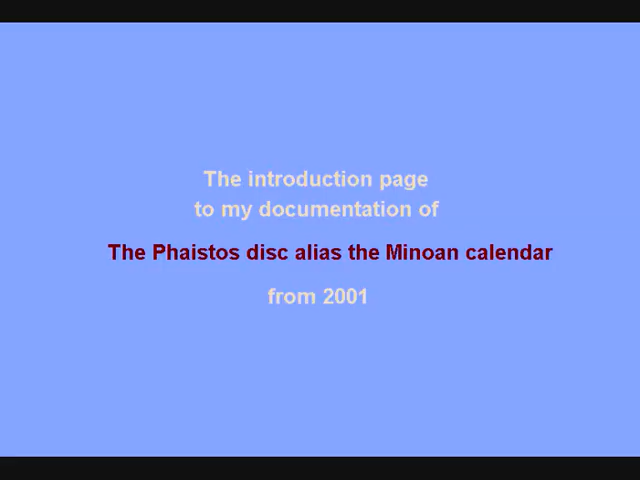 The introduction page
to my documentation of
The Phaistos disc alias the Minoan calendar
from 2001